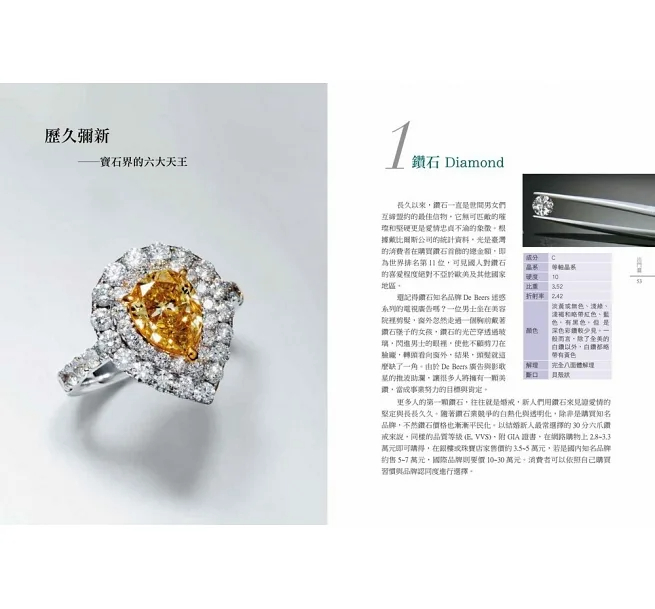 歷久彌新
──寶石界的六大天王
1 鑽石 Diamond
長久以來，鑽石一直是世間男女們
互締盟約的最佳信物，它無可匹敵的璀
璨和堅硬更是愛情忠貞不渝的象徵。根
據戴比爾斯公司的統計資料，光是臺灣
的消費者在購買鑽石首飾的總金額，即
為世界排名第 11 位，可見國人對鑽石
的喜愛程度絕對不亞於歐美及其他國家
地區。
還記得鑽石知名品牌 De Beers 迷惑
系列的電視廣告嗎？一位男士坐在美容
院裡剪髮，窗外忽然走過一個胸前戴著
鑽石墜子的女孩，鑽石的光芒穿透過玻
璃，閃進男士的眼裡，使他不顧剪刀在
臉龐，轉頭看向窗外，結果，頭髮就這
麼缺了一角。由於 De Beers 廣告與影歌
星的推波助瀾，讓很多人將擁有一顆美
鑽，當成事業努力的目標與肯定。
更多人的第一顆鑽石，往往就是婚戒，新人們用鑽石來見證愛情的
堅定與長長久久。隨著鑽石業競爭的白熱化與透明化，除非是購買知名
品牌，不然鑽石價格也漸漸平民化。以結婚新人最常選擇的 30 分六爪鑽
戒來說，同樣的品質等級 (E, VVS)，附 GIA 證書，在網路購物上 2.8~3.3
萬元即可購得，在銀樓或珠寶店家售價約 3.5~5 萬元，若是國內知名品牌
約售 5~7 萬元，國際品牌則要價 10~30 萬元。消費者可以依照自己購買
習慣與品牌認同度進行選擇。
成分 C
晶系 等軸晶系
硬度 10
比重 3.52
折射率 2.42
顏色
淡黃或無色、淺綠、
淺褐和略帶紅色、藍
色，有黑色，但是
深色彩鑽較少見。一
般而言，除了全美的
白鑽以外，白鑽都略
帶有黃色
解理 完全八面體解理
斷口 貝殼狀
入門篇
53